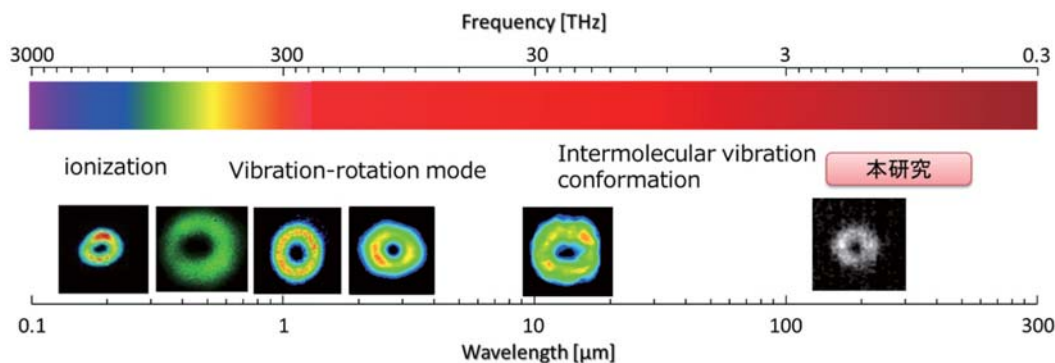 Frequency [THz]
3000 300 30 3 0.3
ionization
Vibration-rotation mode
Intermolecular vibration
conformation
本研究
0.1 1 10 100 300
Wavelength [μm]